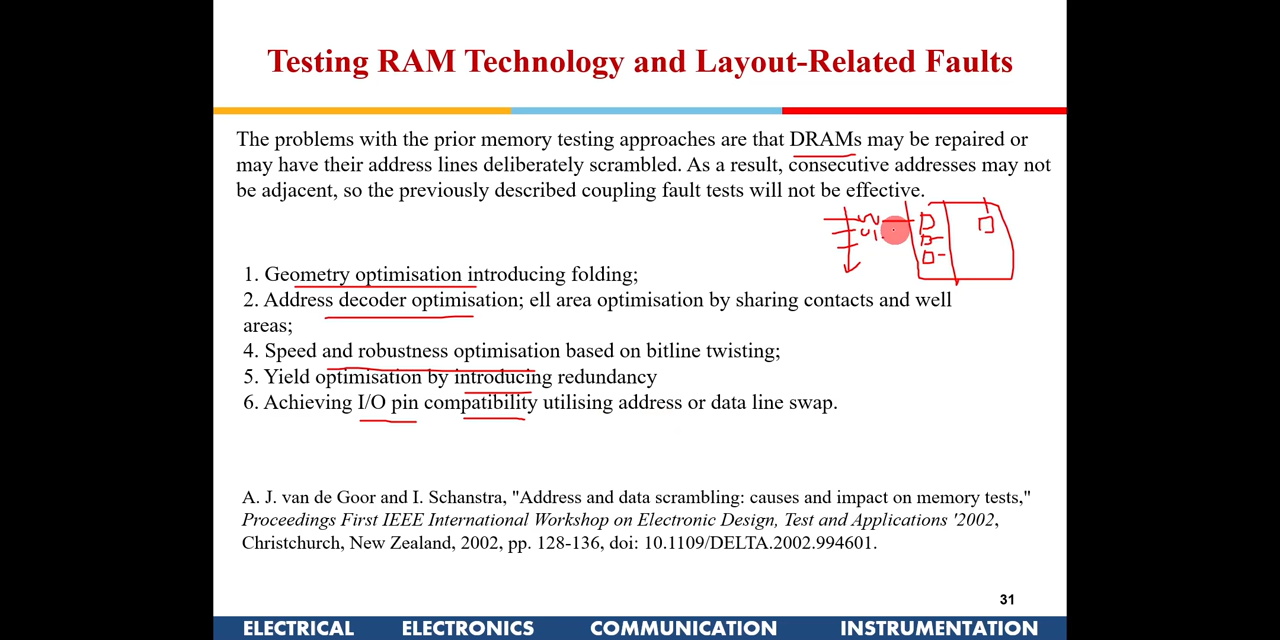 Testing RAM Technology and Layout-Related Faults
The problems with the prior memory testing approaches are that DRAMs may be repaired or
may have their address lines deliberately scrambled. As a result, consecutive addresses may not
be adjacent, so the previously described coupling fault tests will not be effective.
1. Geometry optimisation introducing folding;
2. Address decoder optimisation; ell area optimisation by sharing contacts and well
areas;
4. Speed and robustness optimisation based on bitline twisting;
5. Yield optimisation by introducing redundancy
6. Achieving I/O pin compatibility utilising address or data line swap.
A. J. van de Goor and I. Schanstra, "Address and data scrambling: causes and impact on memory tests,"
Proceedings First IEEE International Workshop on Electronic Design, Test and Applications '2002,
Christchurch, New Zealand, 2002, pp. 128-136, doi: 10.1109/DELTA.2002.994601.
31
ELECTRICAL ELECTRONICS COMMUNICATION INSTRUMENTATION